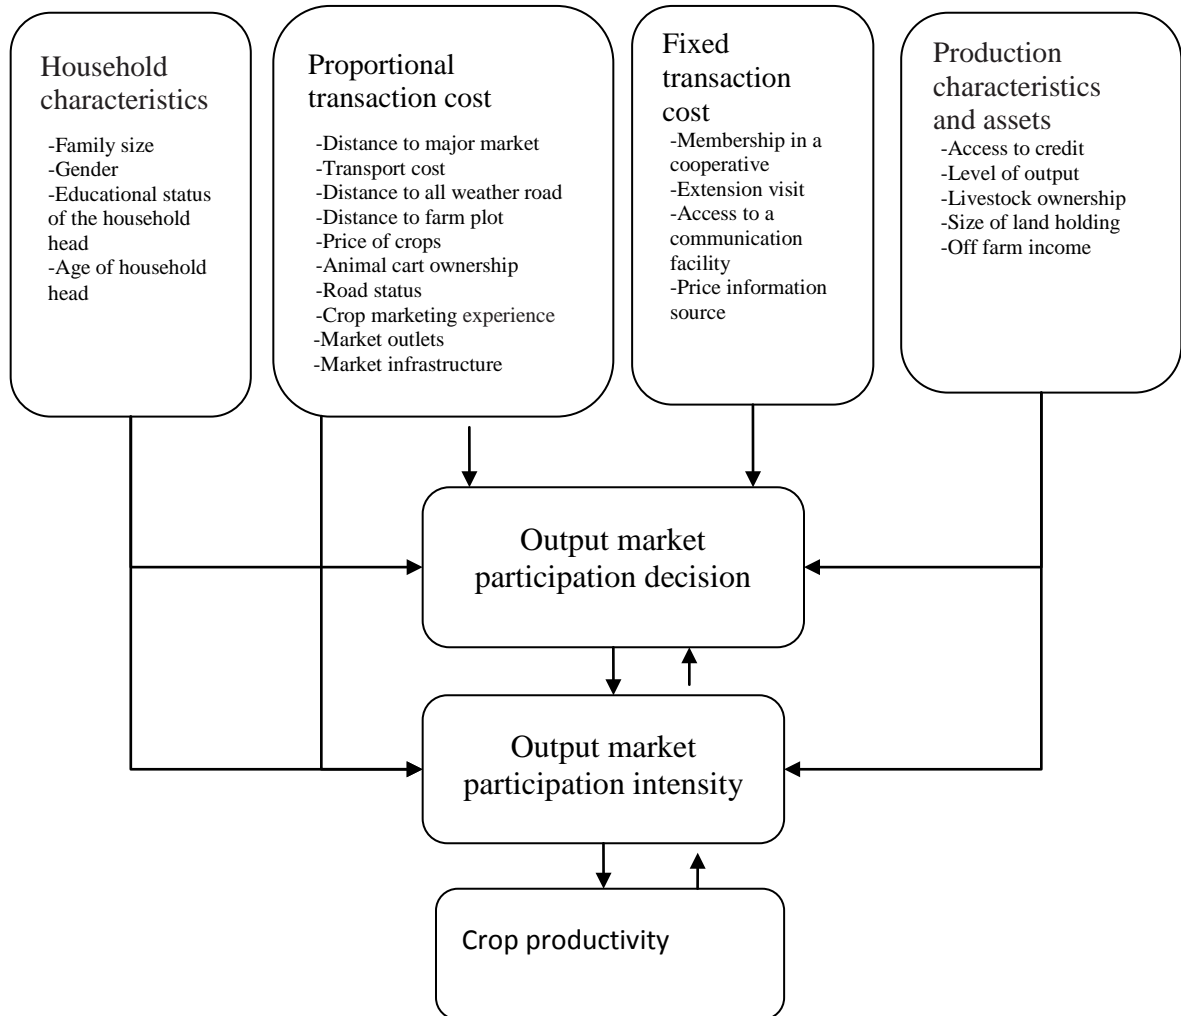 Household
characteristics
-Family size
-Gender
-Educational status
of the household
head
-Age of household
head
Proportional
transaction cost
-Distance to major market
-Transport cost
-Distance to all weather road
-Distance to farm plot
-Price of crops
-Animal cart ownership
-Road status
-Crop marketing experience
-Market outlets
-Market infrastructure
Fixed
transaction
cost
-Membership in a
cooperative
-Extension visit
-Access to a
communication
facility
-Price information
source
Production
characteristics
and assets
-Access to credit
-Level of output
-Livestock ownership
-Size of land holding
-Off farm income
Output market
participation decision
Output market
participation intensity
Crop productivity